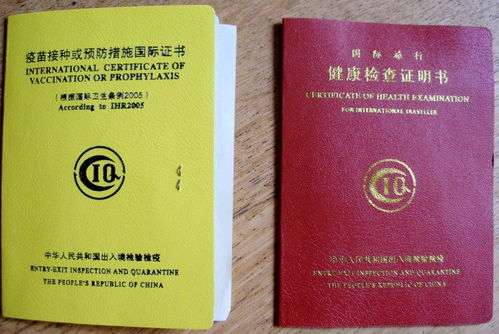 疫苗接种或预防措施国际证书
INTERNATIONAL CERTIFICATE OF
VACCINATION OR PROPHYLAXIS
(根据国际卫生条例2005)
According to IHR2005
CIQ
中华人民共和国出入境检验检疫
ENTRY-EXIT INSPECTION AND QUARANTINE
THE PEOPLE'S REPUBLIC OF CHINA
国际旅行
健康检查证明书
CERTIFICATE OF HEALTH EXAMINATION
FOR INTERNATIONAL TRAVELLER
CIQ
中华人民共和国出入境检验检疫
ENTRY-EXIT INSPECTION AND QUARANTINE
THE PEOPLE'S REPUBLIC OF CHINA